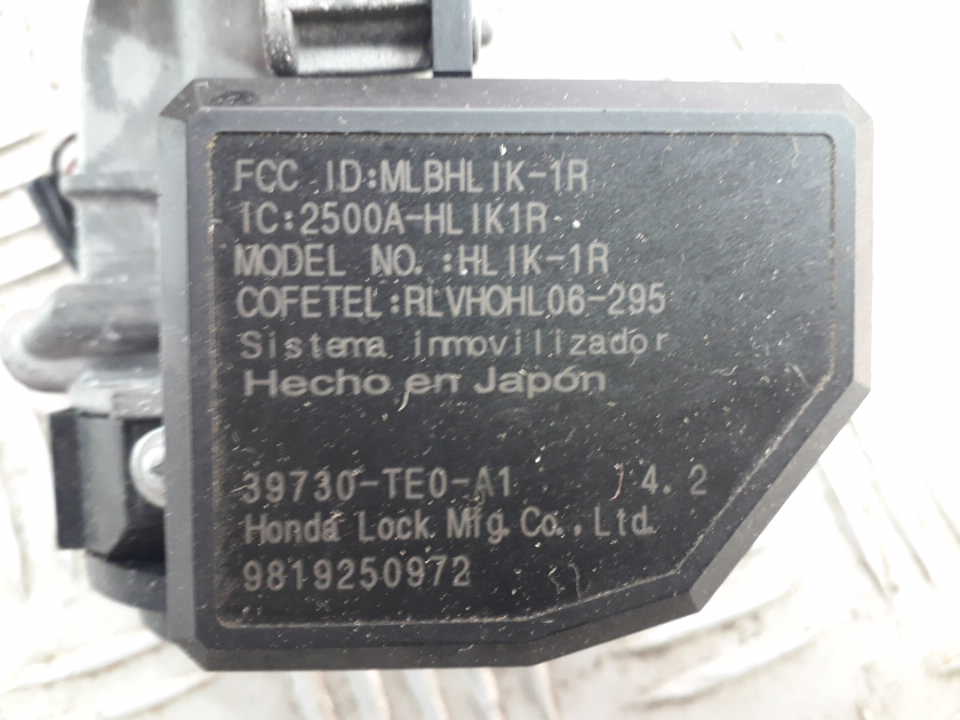 FCC ID:MLBHLIK-1R
IC:2500A-HLIK1R
MODEL NO.:HLIK-1R
COFETEL:RLVHOHL06-295
Sistema inmovilizador
Hecho en Japón
39730-TE0-A1 14.2
Honda Lock Mfg.Co.,Ltd.
9819250972